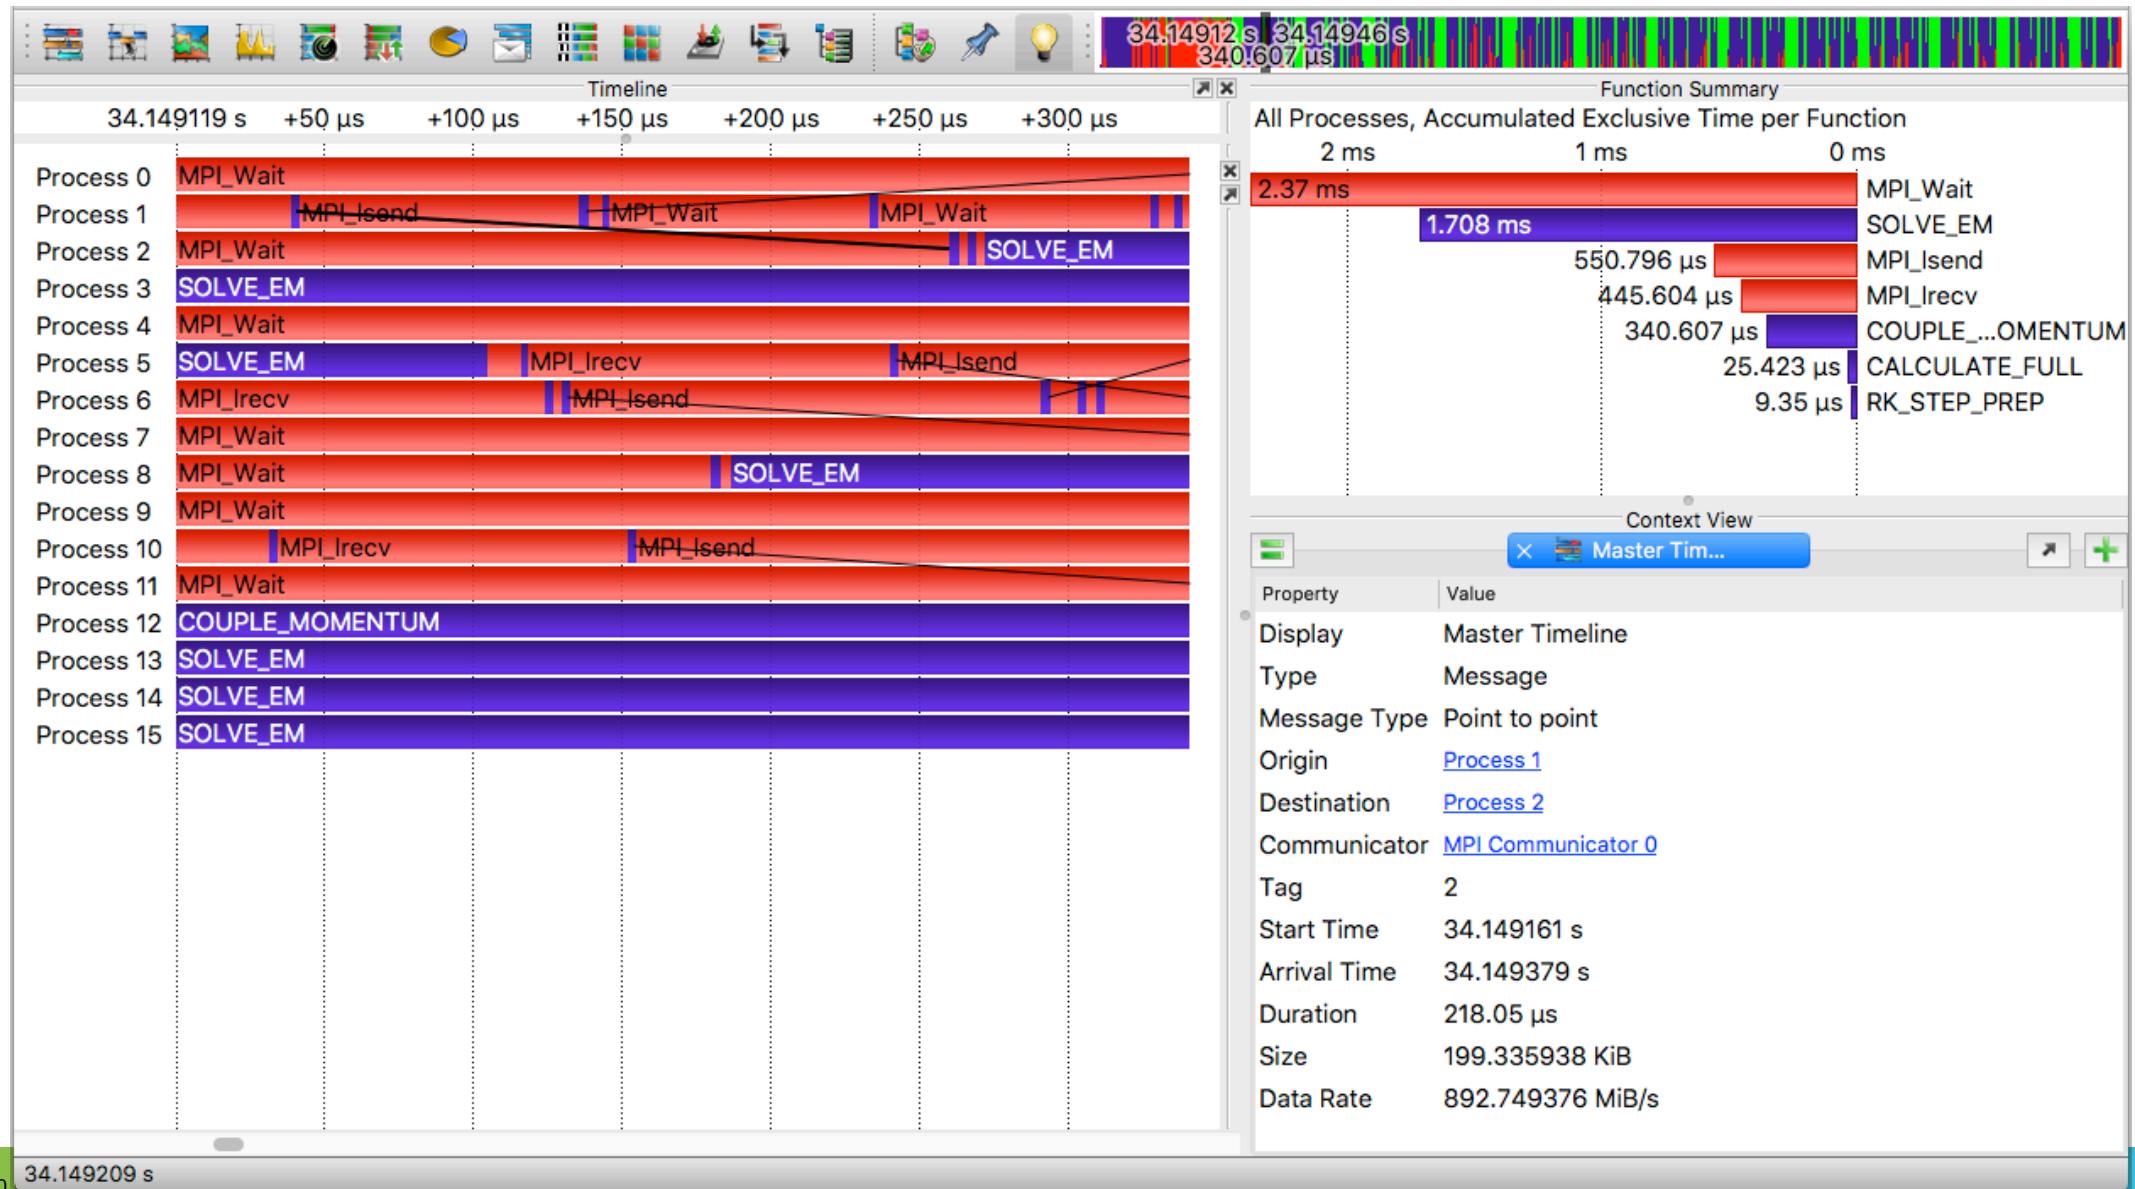 34.14912 s 34.14946 s
340.607 µs
Timeline
34.149119 s +50 µs +100 µs +150 µs +200 µs +250 µs +300 µs
Process 0 MPI_Wait
Process 1 MPI_Isend MPI_Wait MPI_Wait
Process 2 MPI_Wait SOLVE_EM
Process 3 SOLVE_EM
Process 4 MPI_Wait
Process 5 SOLVE_EM MPI_Irecv MPI_Isend
Process 6 MPI_Irecv MPI_Isend
Process 7 MPI_Wait
Process 8 MPI_Wait SOLVE_EM
Process 9 MPI_Wait
Process 10 MPI_Irecv MPI_Isend
Process 11 MPI_Wait
Process 12 COUPLE_MOMENTUM
Process 13 SOLVE_EM
Process 14 SOLVE_EM
Process 15 SOLVE_EM
Function Summary
All Processes, Accumulated Exclusive Time per Function
2 ms 1 ms 0 ms
2.37 ms MPI_Wait
1.708 ms SOLVE_EM
550.796 µs MPI_Isend
445.604 µs MPI_Irecv
340.607 µs COUPLE_...OMENTUM
25.423 µs CALCULATE_FULL
9.35 µs RK_STEP_PREP
Context View
Master Tim...
Property Value
Display Master Timeline
Type Message
Message Type Point to point
Origin Process 1
Destination Process 2
Communicator MPI Communicator 0
Tag 2
Start Time 34.149161 s
Arrival Time 34.149379 s
Duration 218.05 µs
Size 199.335938 KiB
Data Rate 892.749376 MiB/s
34.149209 s